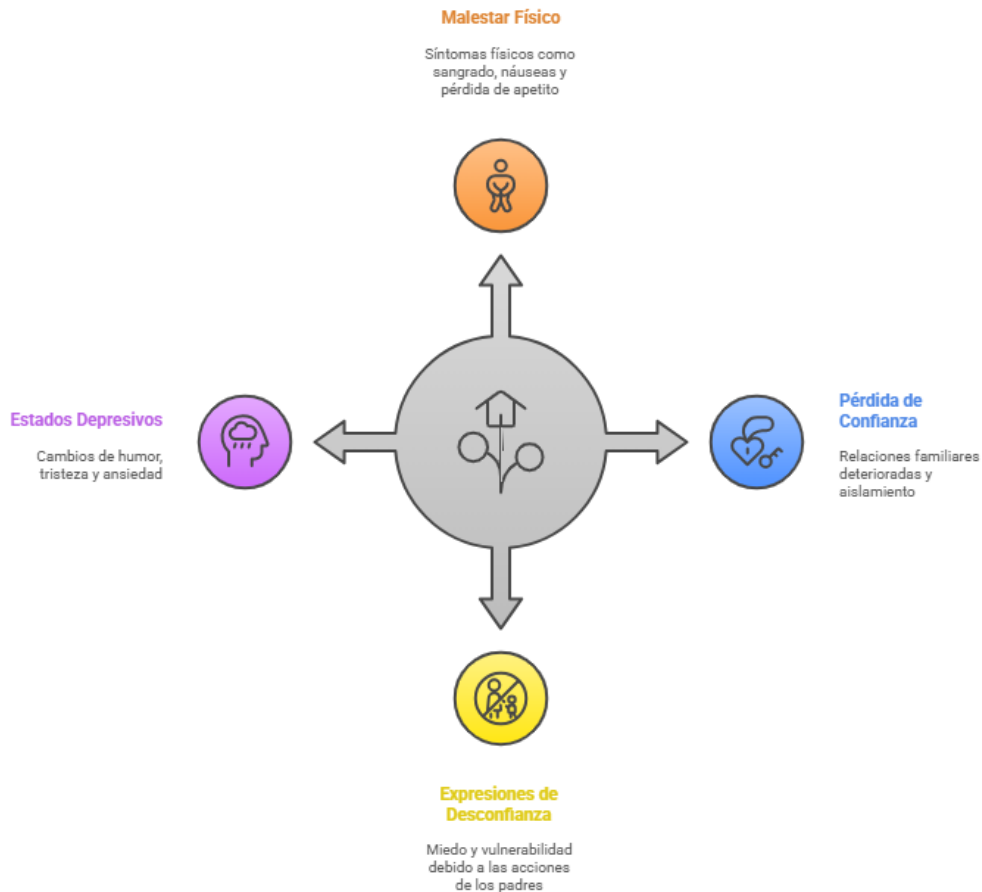 Malestar Físico
Síntomas físicos como
sangrado, náuseas y
pérdida de apetito
Estados Depresivos
Cambios de humor,
tristeza y ansiedad
Pérdida de
Confianza
Relaciones familiares
deterioradas y
aislamiento
Expresiones de
Desconfianza
Miedo y vulnerabilidad
debido a las acciones
de los padres